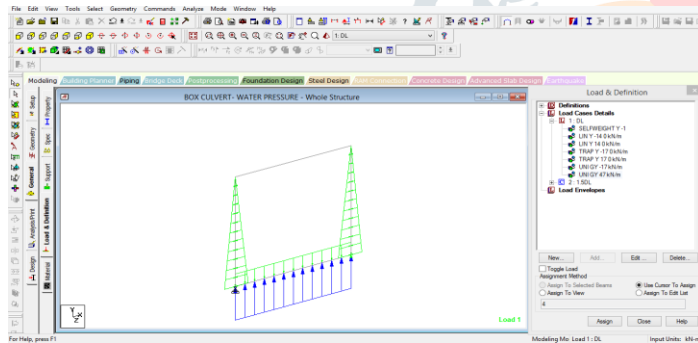 File Edit View Tools Select Geometry Commands Analyze Mode Window Help
1: DL
Modeling Building Planner Piping Bridge Deck Postprocessing Foundation Design Steel Design RAM Connection Concrete Design Advanced Slab Des Earthquake
Setup
Geometry
General
Analysis/Print
Design
Property
Spec
Support
Load & Definition
Material
BOX CULVERT- WATER PRESSURE - Whole Structure
Load 1
Load & Definition
Definitions
Load Cases Details
1 : DL
SELFWEIGHT Y -1
LIN Y -14 0 kN/m
LIN Y 14 0 kN/m
TRAP Y -17 0 kN/m
TRAP Y 17 0 kN/m
UNI GY -17 kN/m
UNI GY 47 kN/m
2 : 1.5DL
Load Envelopes
New... Add... Edit ... Delete...
Toggle Load
Assignment Method
Assign To Selected Beams Use Cursor To Assign
Assign To View Assign To Edit List
4
Assign Close Help
For Help, press F1
Modeling Mo Load 1 : DL Input Units: kN-m